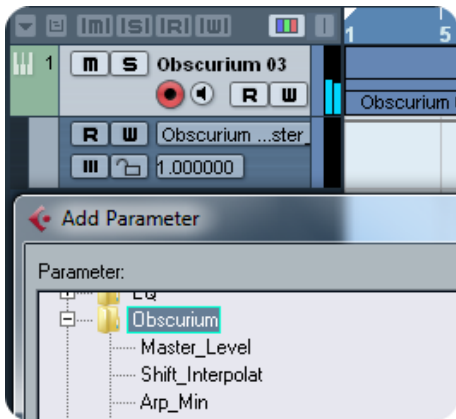 m S R W
1 5
1 m S Obscurium 03
R W
Obscurium
R W Obscurium ...ster_
1.000000
Add Parameter
Parameter:
EQ
Obscurium
Master_Level
Shift_Interpolat
Arp_Min